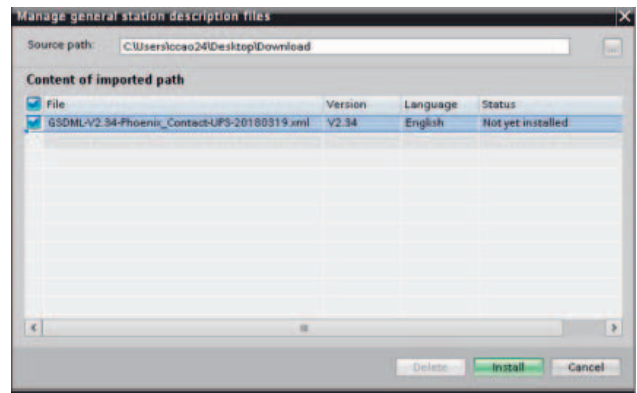 Manage general station description files
Source path: C:\Users\ccao24\Desktop\Download ...
Content of imported path
File Version Language Status
GSDML-V2.34-Phoenix_Contact-UPS-20180319.xml V2.34 English Not yet installed
Delete Install Cancel